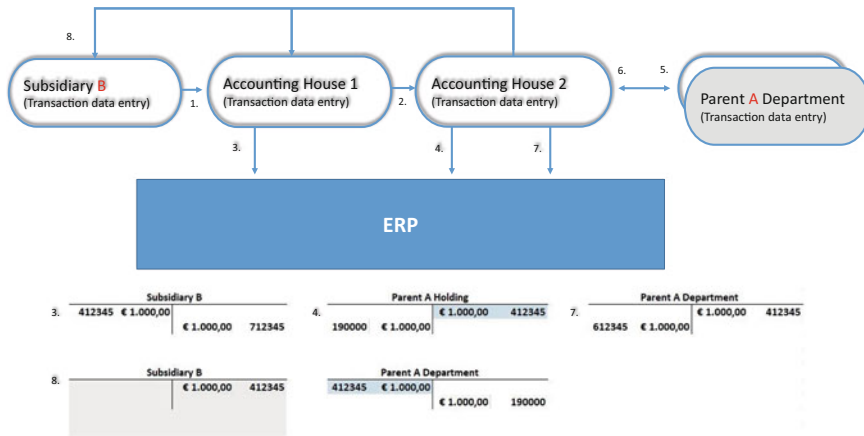 8.
Subsidiary B
(Transaction data entry)
1.
Accounting House 1
(Transaction data entry)
2.
Accounting House 2
(Transaction data entry)
6.
5.
Parent A Department
(Transaction data entry)
3.
4.
7.
ERP
3.
Subsidiary B
412345 € 1.000,00
€ 1.000,00 712345
4.
Parent A Holding
€ 1.000,00 412345
190000 € 1.000,00
7.
Parent A Department
€ 1.000,00 412345
612345 € 1.000,00
8.
Subsidiary B
€ 1.000,00 412345
Parent A Department
412345 € 1.000,00
€ 1.000,00 190000